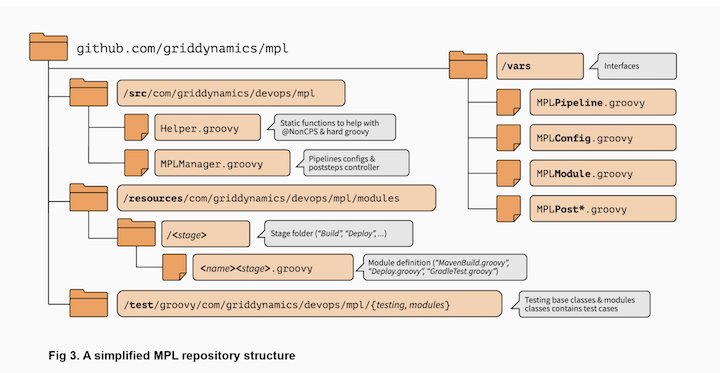 github.com/griddynamics/mpl
/src/com/griddynamics/devops/mpl
Helper.groovy
Static functions to help with
@NonCPS & hard groovy
MPLManager.groovy
Pipelines configs &
poststeps controller
/resources/com/griddynamics/devops/mpl/modules
/<stage>
Stage folder (“Build”, “Deploy”, ...)
<name><stage>.groovy
Module definition (“MavenBuild.groovy”,
“Deploy.groovy”, “GradleTest.groovy”)
/test/groovy/com/griddynamics/devops/mpl/{testing, modules}
Testing base classes & modules
classes contains test cases
/vars
Interfaces
MPLPipeline.groovy
MPLConfig.groovy
MPLModule.groovy
MPLPost*.groovy
Fig 3. A simplified MPL repository structure